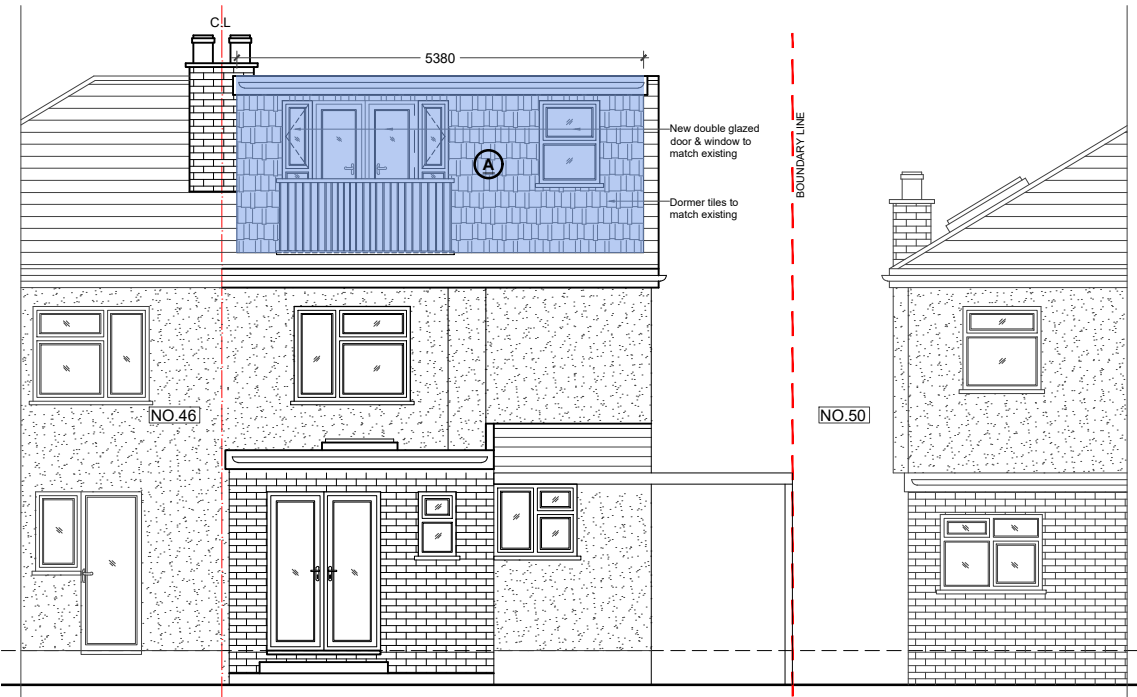 C.L
5380
New double glazed
door & window to
match existing
A
Dormer tiles to
match existing
BOUNDARY LINE
NO.46
NO.50